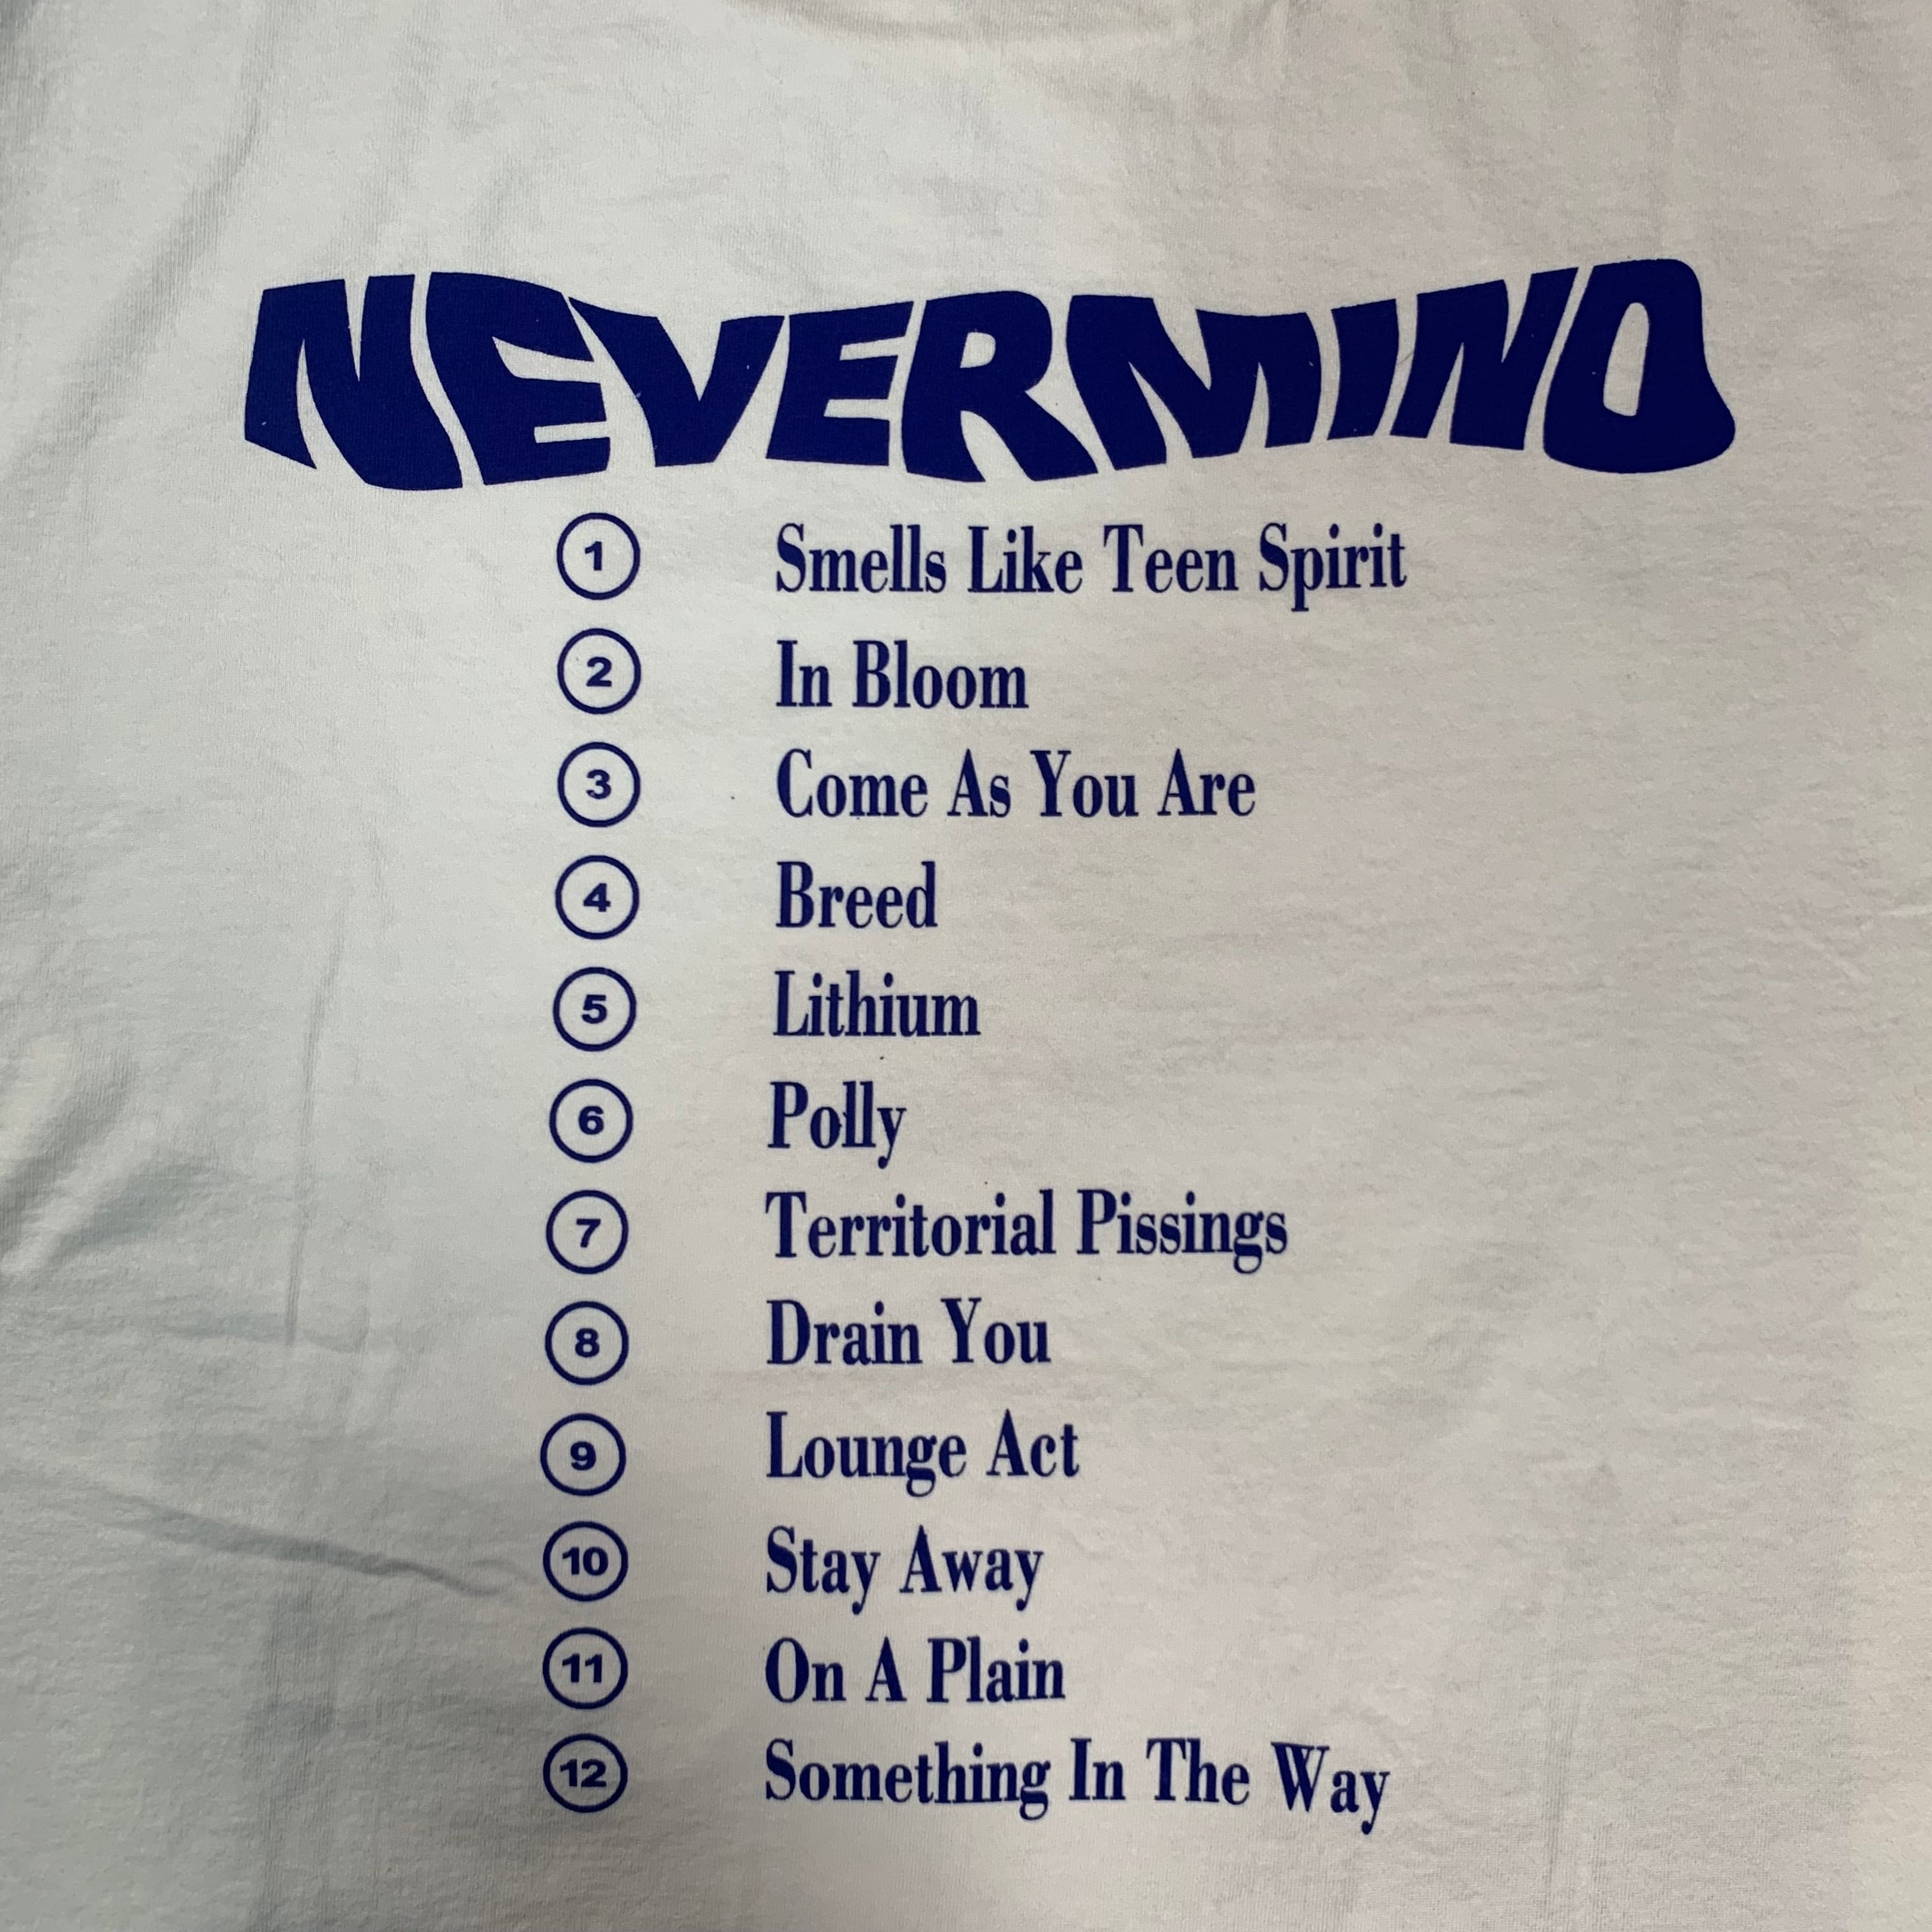 NEVERMIND
1 Smells Like Teen Spirit
2 In Bloom
3 Come As You Are
4 Breed
5 Lithium
6 Polly
7 Territorial Pissings
8 Drain You
9 Lounge Act
10 Stay Away
11 On A Plain
12 Something In The Way